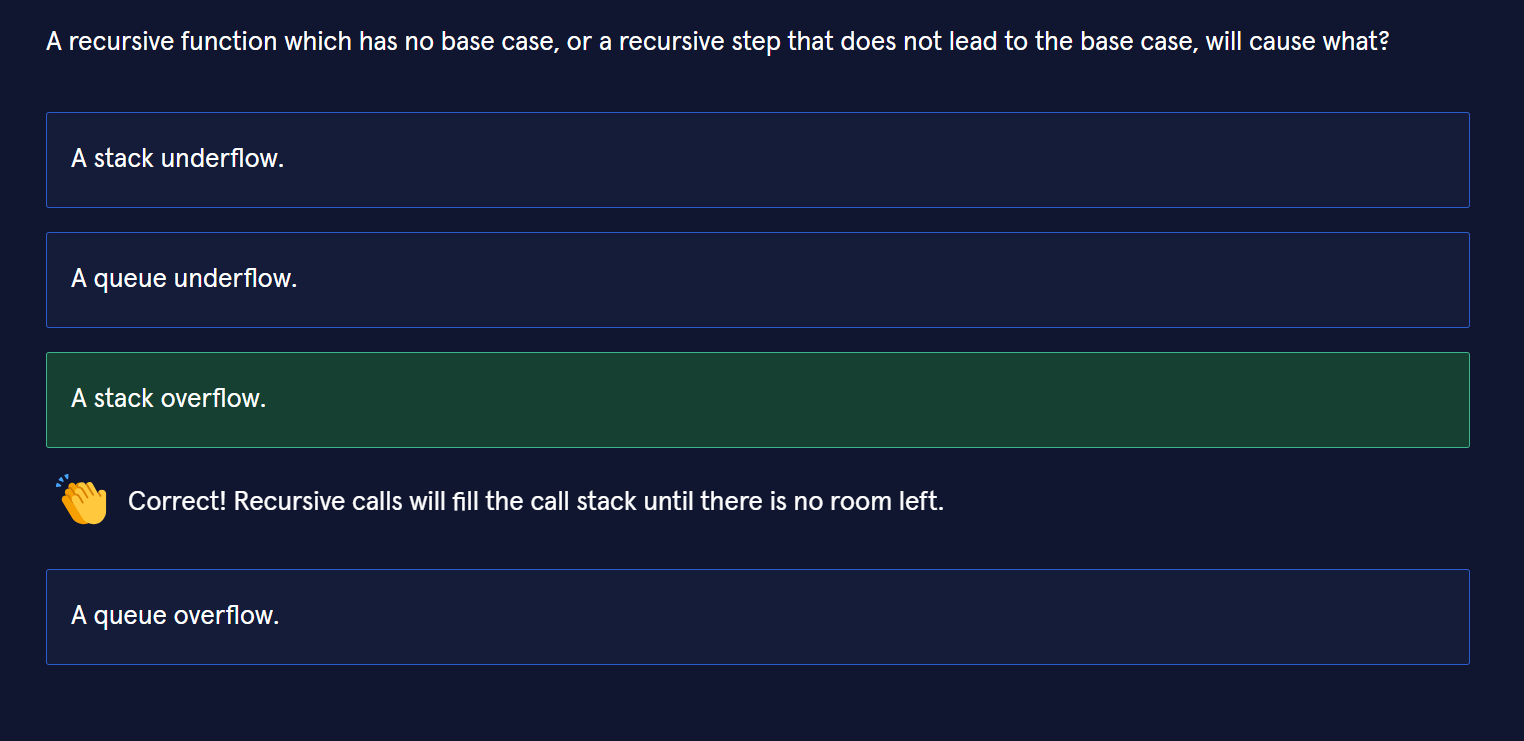 A recursive function which has no base case, or a recursive step that does not lead to the base case, will cause what?
A stack underflow.
A queue underflow.
A stack overflow.
Correct! Recursive calls will fill the call stack until there is no room left.
A queue overflow.